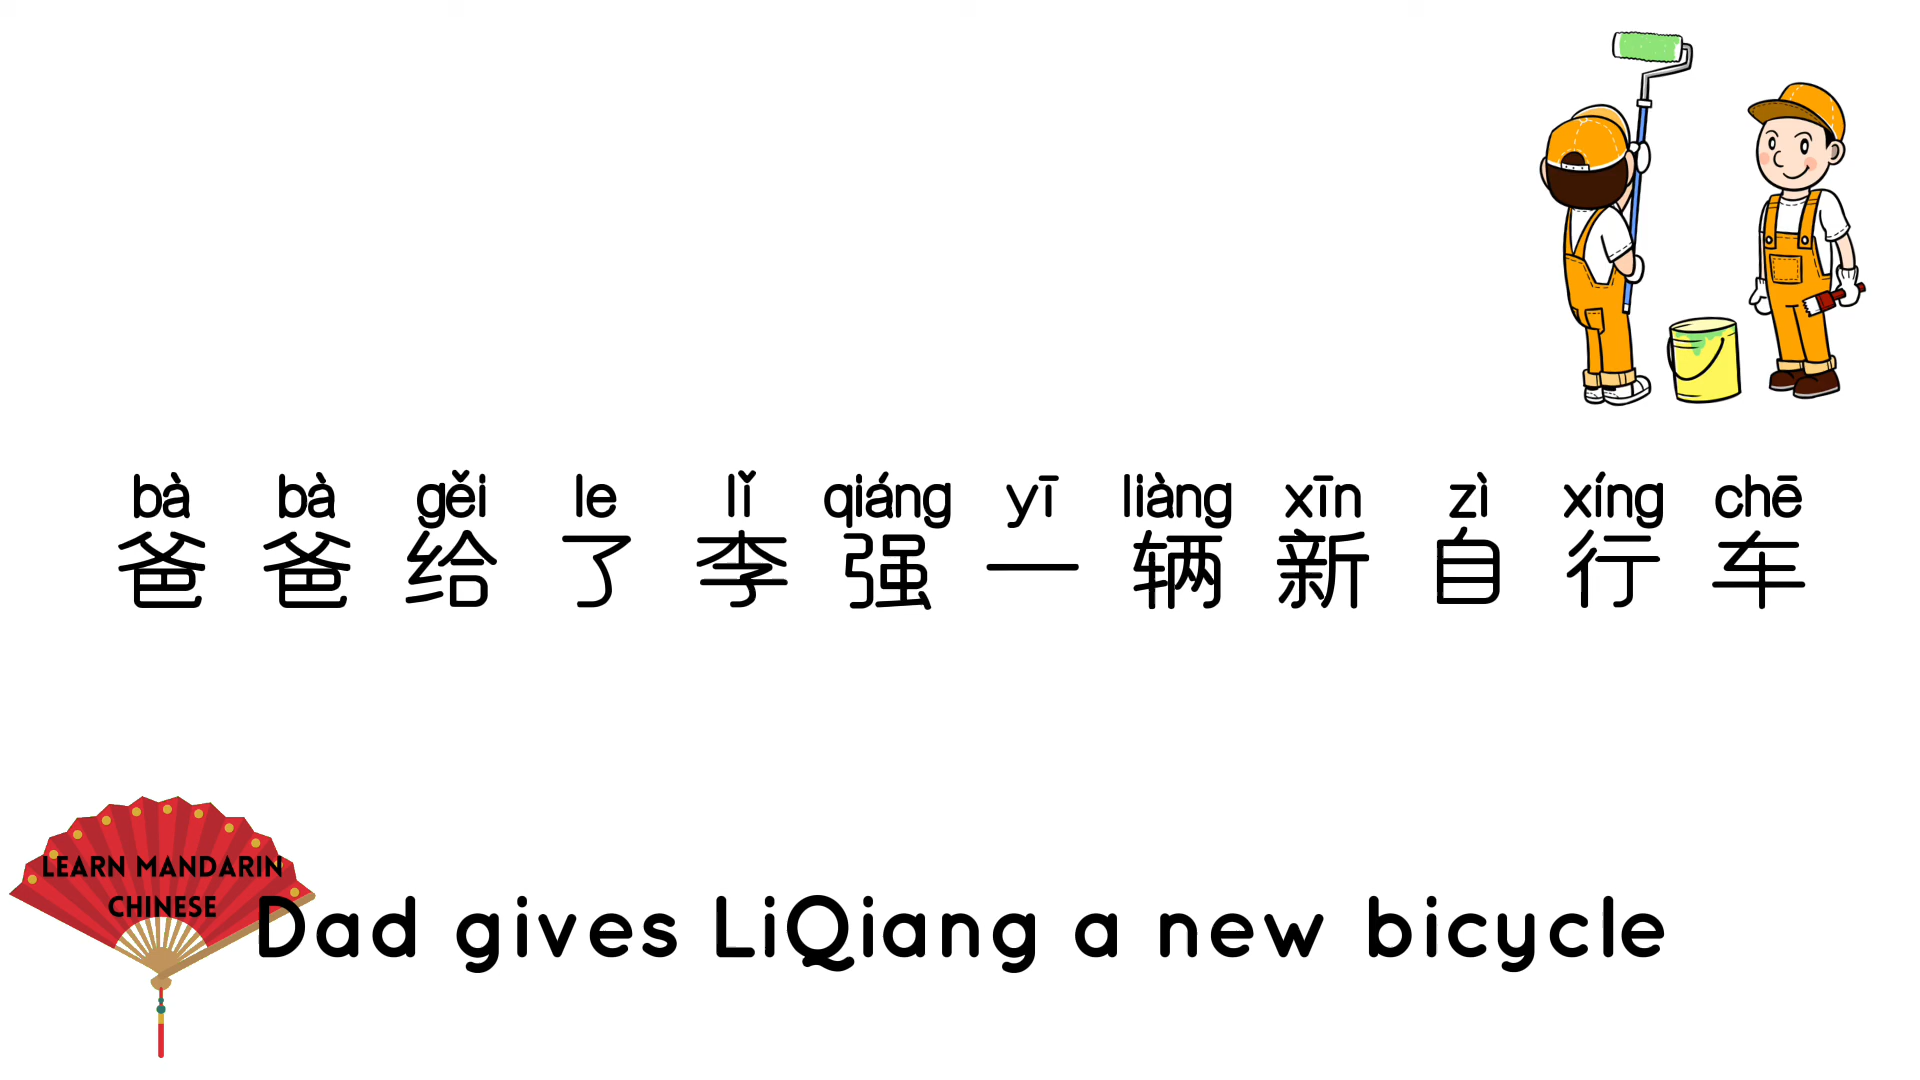 bà bà gěi le lǐ qiáng yī liàng xīn zì xíng chē
爸爸给了李强一辆新自行车
LEARN MANDARIN
CHINESE
Dad gives LiQiang a new bicycle